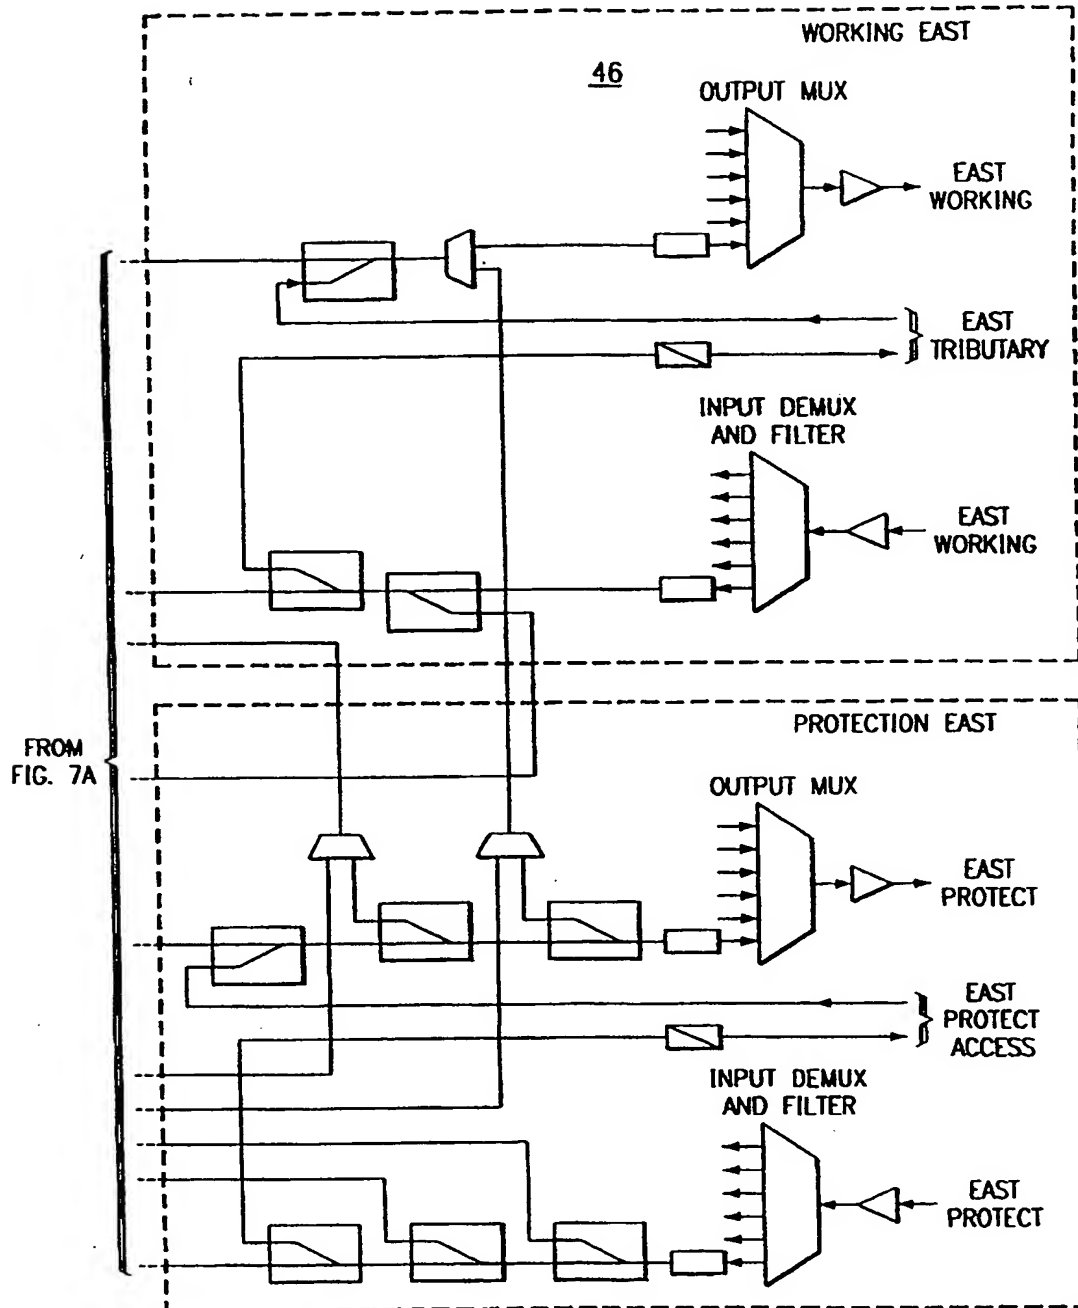 WORKING EAST
46
OUTPUT MUX
EAST
WORKING
EAST
TRIBUTARY
INPUT DEMUX
AND FILTER
EAST
WORKING
PROTECTION EAST
FROM
FIG. 7A
OUTPUT MUX
EAST
PROTECT
EAST
PROTECT
ACCESS
INPUT DEMUX
AND FILTER
EAST
PROTECT